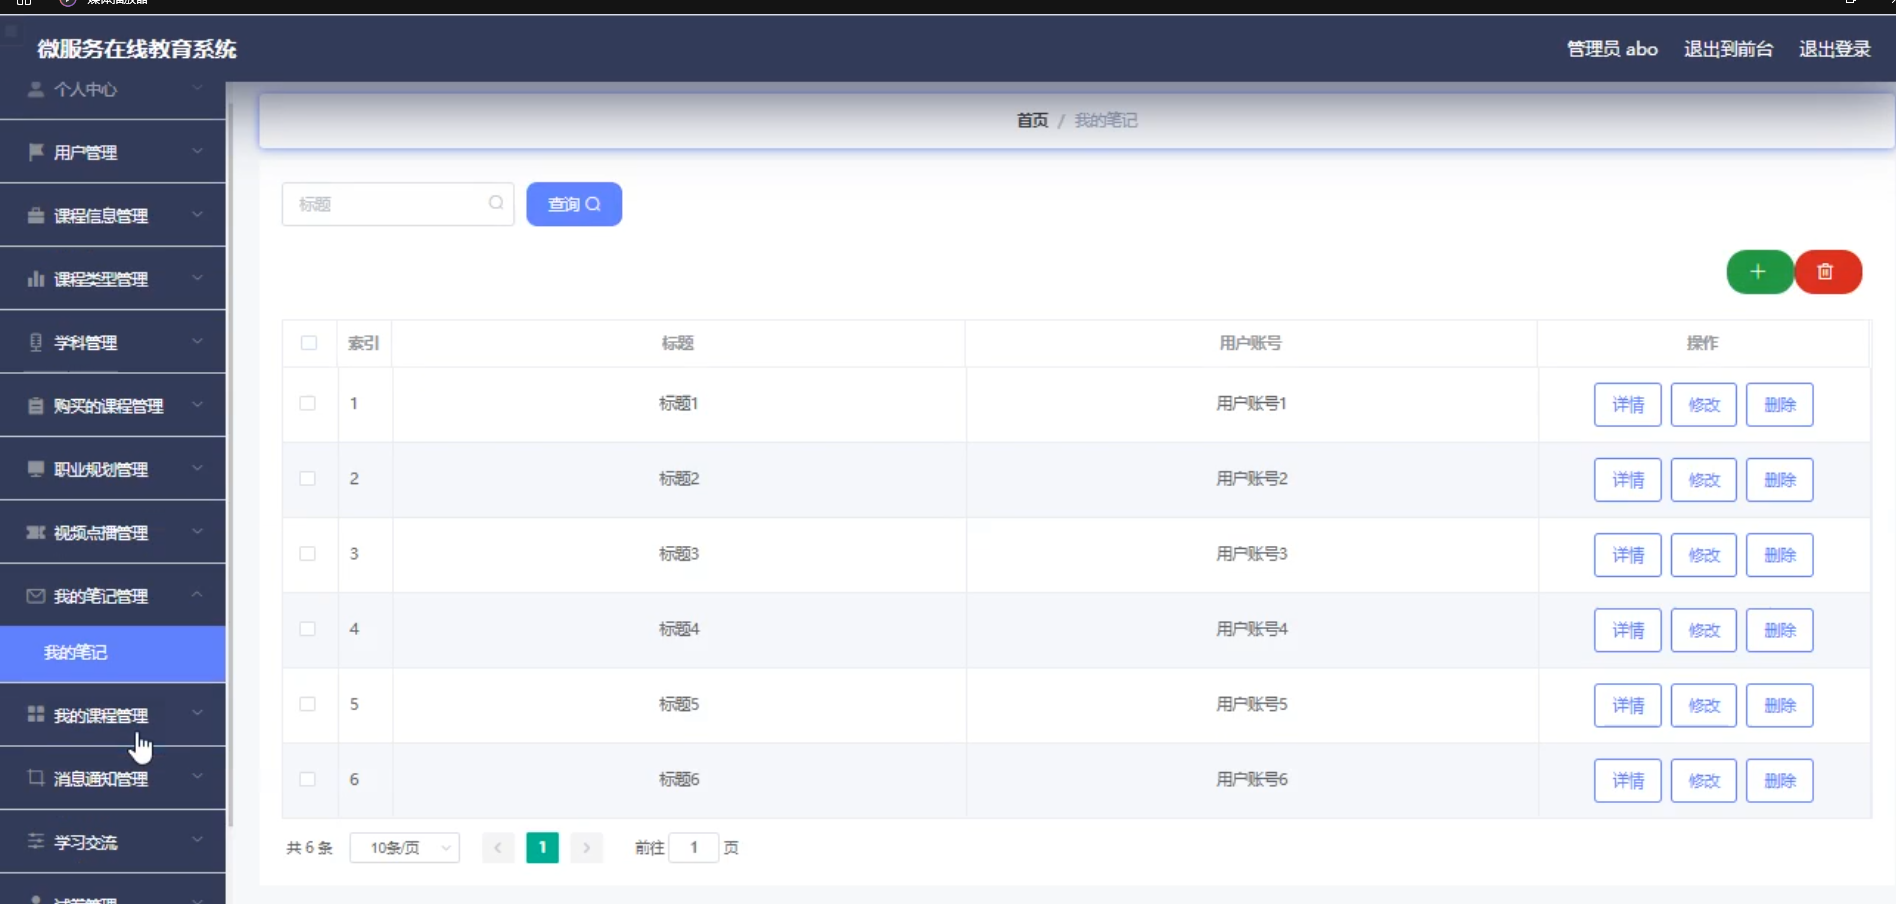 微服务在线教育系统
管理员 abo 退出到前台 退出登录
个人中心
用户管理
课程信息管理
课程类型管理
学科管理
购买的课程管理
职业规划管理
视频点播管理
我的笔记管理
我的笔记
我的课程管理
消息通知管理
学习交流
首页 / 我的笔记
标题 查询
索引 标题 用户账号 操作
1 标题1 用户账号1 详情 修改 删除
2 标题2 用户账号2 详情 修改 删除
3 标题3 用户账号3 详情 修改 删除
4 标题4 用户账号4 详情 修改 删除
5 标题5 用户账号5 详情 修改 删除
6 标题6 用户账号6 详情 修改 删除
共 6 条 10条/页 1 前往 1 页